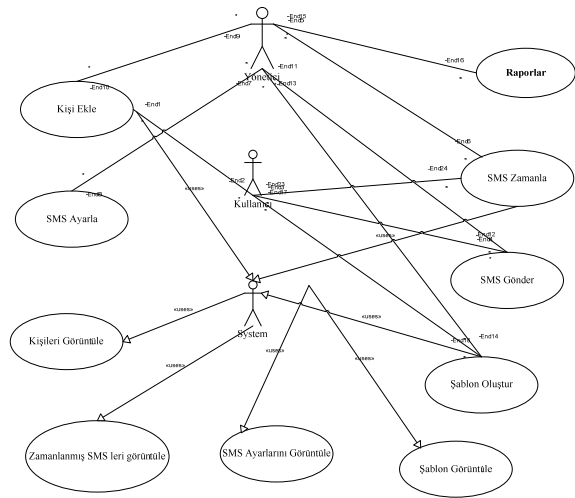 -End15
-End5
-End9
-End16
-End11
Yönetici
Raporlar
-End7
-End13
-End10
-End1
Kişi Ekle
-End6
-End2
-End24
SMS Zamanla
«uses»
Kullanıcı
SMS Ayarla
-End12
«uses»
SMS Gönder
«uses»
«uses»
System
-End14
Kişileri Görüntüle
«uses»
«uses»
«uses»
Şablon Oluştur
Zamanlanmış SMS leri görüntüle
SMS Ayarlarını Görüntüle
Şablon Görüntüle